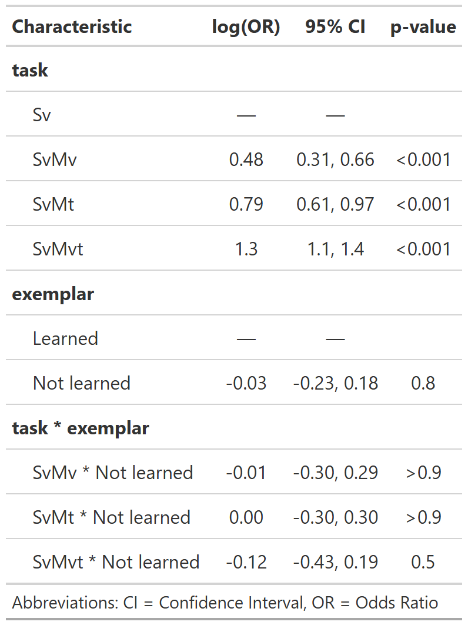 Characteristic log(OR) 95% CI p-value
task
Sv — —
SvMv 0.48 0.31, 0.66 <0.001
SvMt 0.79 0.61, 0.97 <0.001
SvMvt 1.3 1.1, 1.4 <0.001
exemplar
Learned — —
Not learned -0.03 -0.23, 0.18 0.8
task * exemplar
SvMv * Not learned -0.01 -0.30, 0.29 >0.9
SvMt * Not learned 0.00 -0.30, 0.30 >0.9
SvMvt * Not learned -0.12 -0.43, 0.19 0.5
Abbreviations: CI = Confidence Interval, OR = Odds Ratio